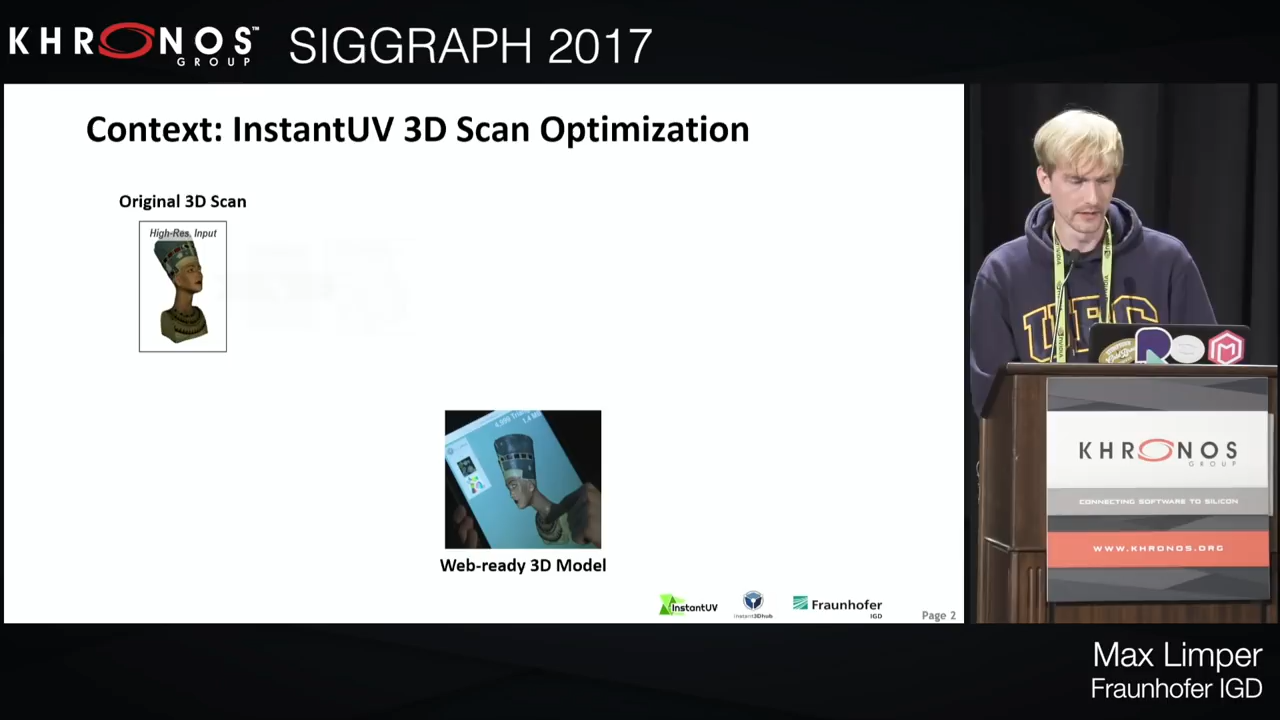 KHRONOS™
GROUP
SIGGRAPH 2017
Context: InstantUV 3D Scan Optimization
Original 3D Scan
High-Res. Input
Web-ready 3D Model
InstantUV
instant3Dhub
Fraunhofer
IGD
Page 2
KHRONOS
GROUP
CONNECTING SOFTWARE TO SILICON
WWW.KHRONOS.ORG
Max Limper
Fraunhofer IGD